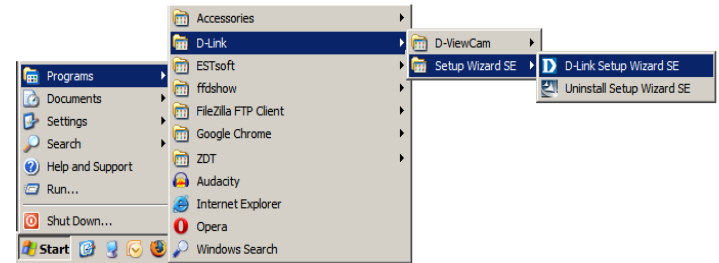 Programs
Documents
Settings
Search
Help and Support
Run...
Shut Down...
Start
Accessories
D-Link
ESTsoft
ffdshow
FileZilla FTP Client
Google Chrome
ZDT
Audacity
Internet Explorer
Opera
Windows Search
D-ViewCam
Setup Wizard SE
D-Link Setup Wizard SE
Uninstall Setup Wizard SE